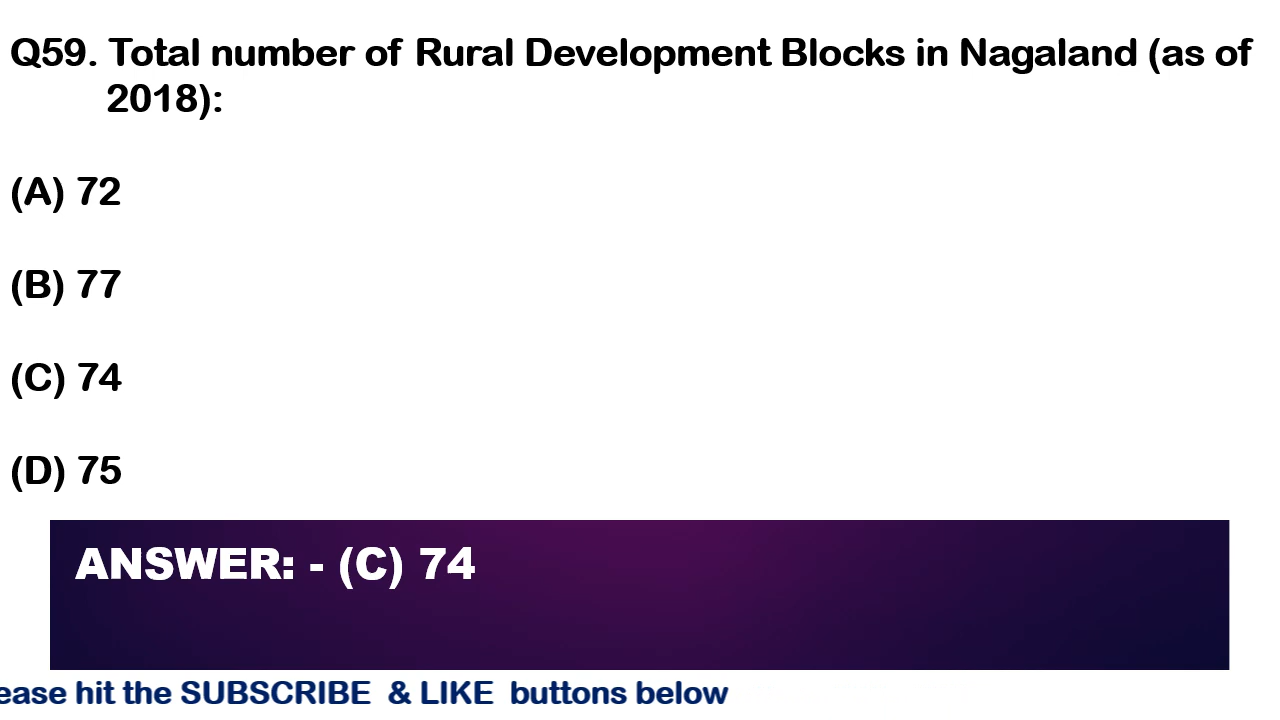 Q59. Total number of Rural Development Blocks in Nagaland (as of
2018):
(A) 72
(B) 77
(C) 74
(D) 75
ANSWER: - (C) 74
ease hit the SUBSCRIBE & LIKE buttons below